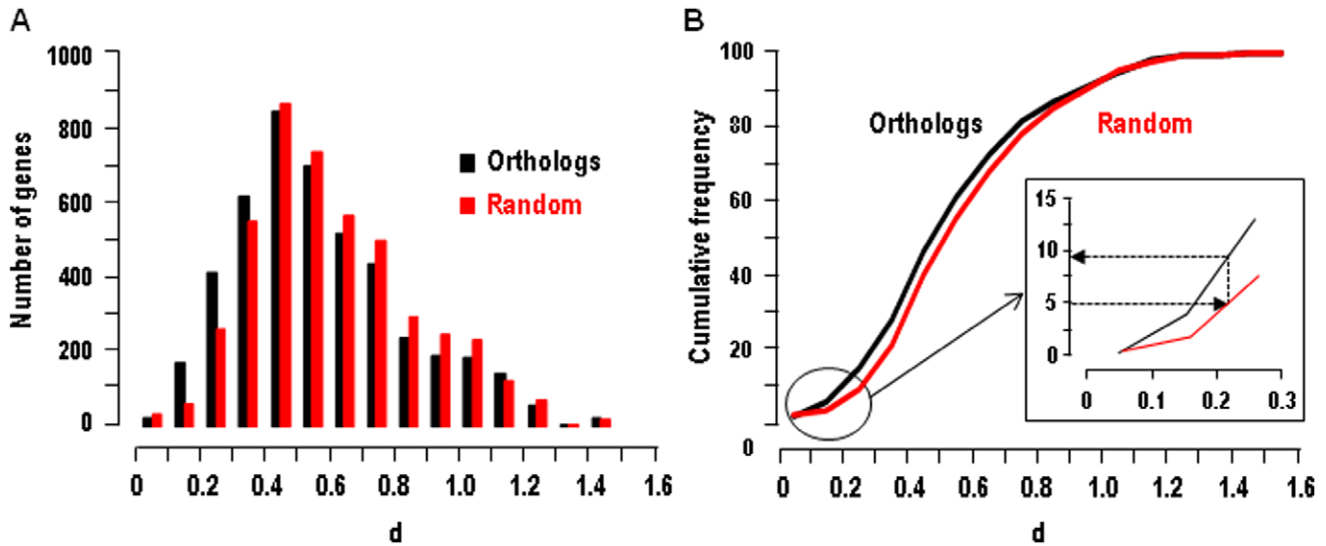 A
Number of genes
1000
800
600
400
200
0
Orthologs
Random
0 0.2 0.4 0.6 0.8 1.0 1.2 1.4 1.6
d
B
Cumulative frequency
100
80
60
40
20
0
Orthologs
Random
15
10
5
0
0 0.1 0.2 0.3
0 0.2 0.4 0.6 0.8 1.0 1.2 1.4 1.6
d